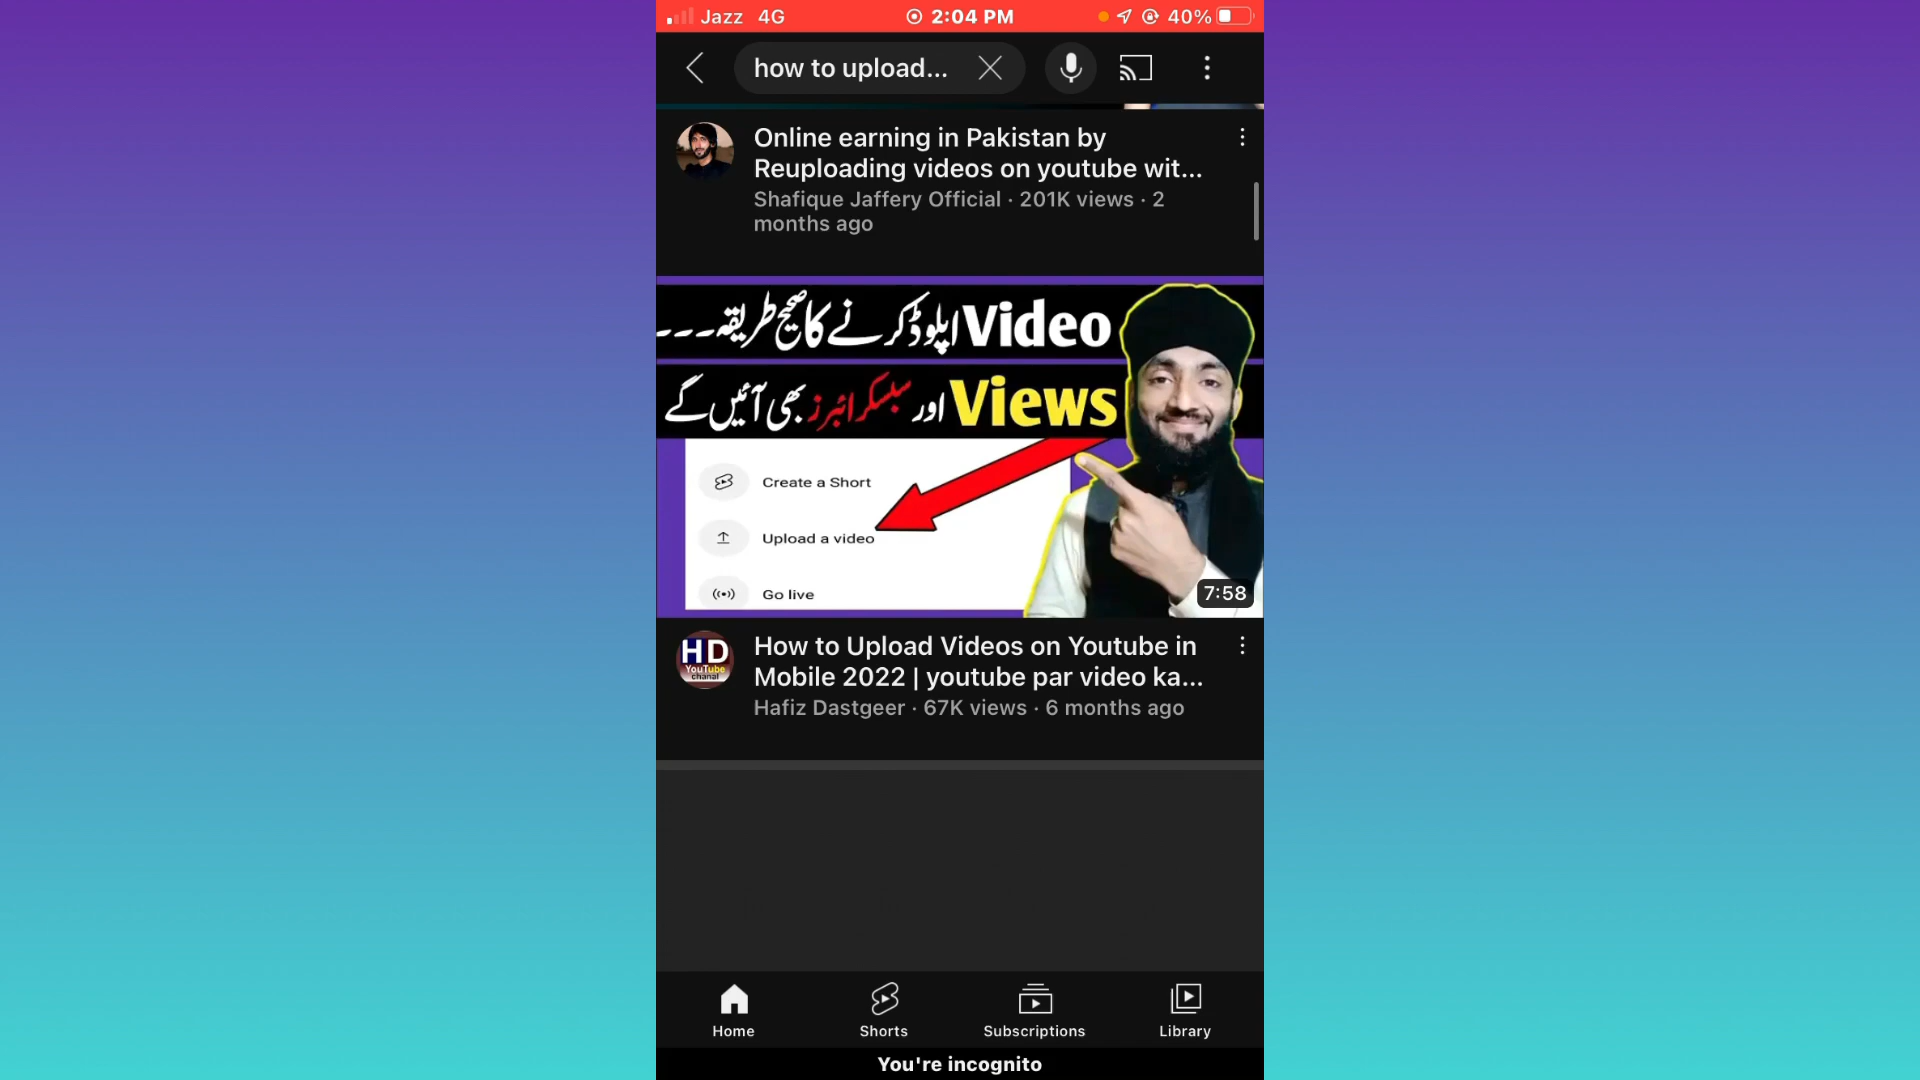 Jazz 4G 2:04 PM 40%
how to upload...
Online earning in Pakistan by
Reuploading videos on youtube wit...
Shafique Jaffery Official · 201K views · 2
months ago
Video اپلوڈ کرنے کا صحیح طریقہ---
Views اور سبسکرائبرز بھی آئیں گے
Create a Short
Upload a video
Go live
7:58
HD
YouTube
chanal
How to Upload Videos on Youtube in
Mobile 2022 | youtube par video ka...
Hafiz Dastgeer · 67K views · 6 months ago
Home Shorts Subscriptions Library
You're incognito